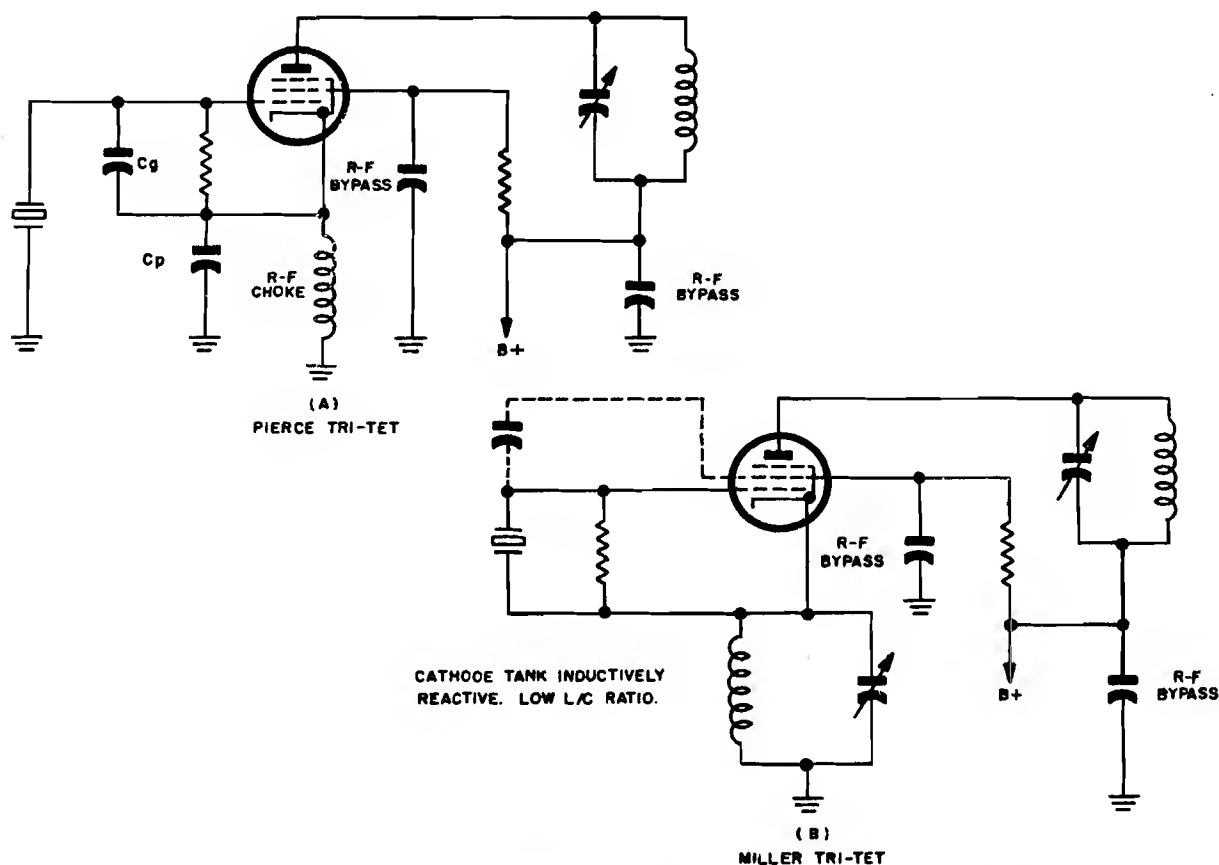 Cg
R-F
BYPASS
Cp
R-F
CHOKE
R-F
BYPASS
B+
(A)
PIERCE TRI-TET
R-F
BYPASS
CATHODE TANK INDUCTIVELY
REACTIVE. LOW L/C RATIO.
B+
R-F
BYPASS
(B)
MILLER TRI-TET